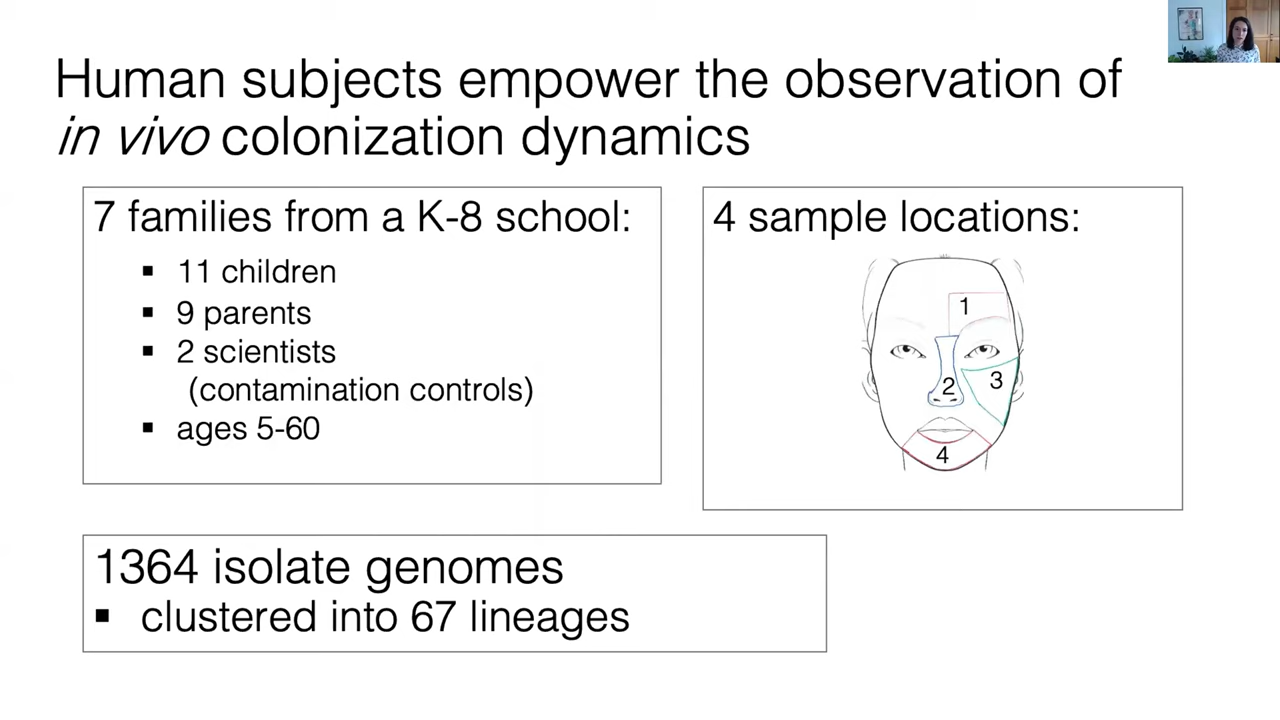 Human subjects empower the observation of
in vivo colonization dynamics
7 families from a K-8 school:
▪ 11 children
▪ 9 parents
▪ 2 scientists
(contamination controls)
▪ ages 5-60
4 sample locations:
1
2
3
4
1364 isolate genomes
▪ clustered into 67 lineages